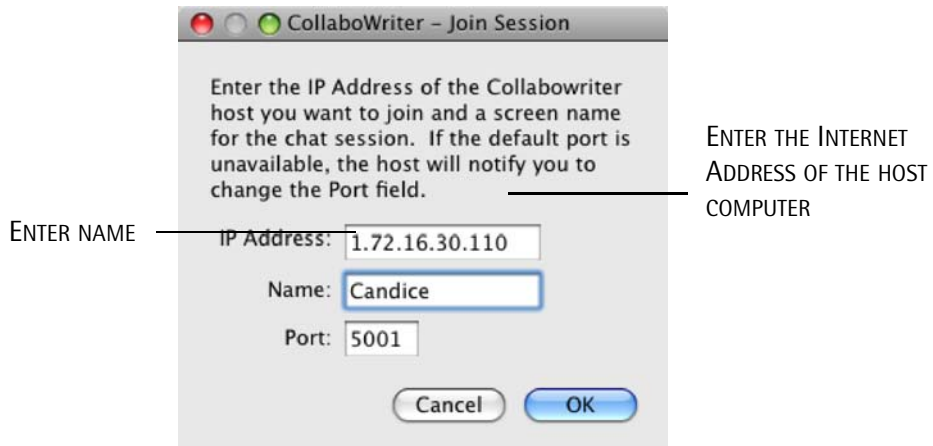 CollaboWriter – Join Session
Enter the IP Address of the Collabowriter
host you want to join and a screen name
for the chat session. If the default port is
unavailable, the host will notify you to
change the Port field.
ENTER THE INTERNET
ADDRESS OF THE HOST
COMPUTER
ENTER NAME
IP Address: 1.72.16.30.110
Name: Candice
Port: 5001
Cancel OK